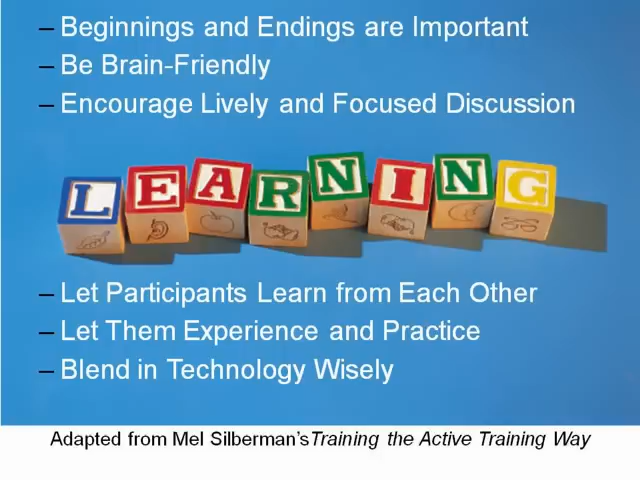 – Beginnings and Endings are Important
– Be Brain-Friendly
– Encourage Lively and Focused Discussion
LEARNING
– Let Participants Learn from Each Other
– Let Them Experience and Practice
– Blend in Technology Wisely
Adapted from Mel Silberman'sTraining the Active Training Way